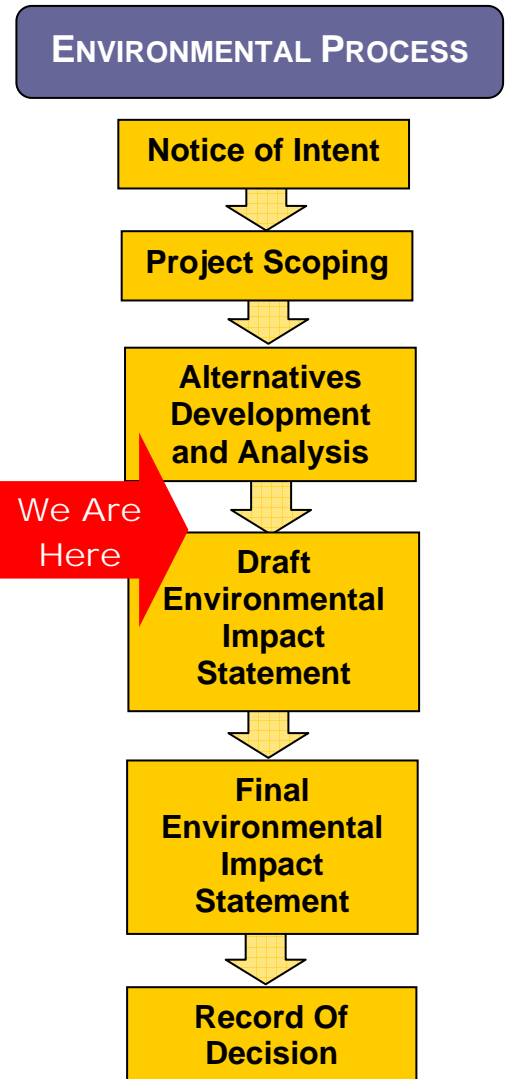 ENVIRONMENTAL PROCESS
Notice of Intent
Project Scoping
Alternatives
Development
and Analysis
We Are
Here
Draft
Environmental
Impact
Statement
Final
Environmental
Impact
Statement
Record Of
Decision